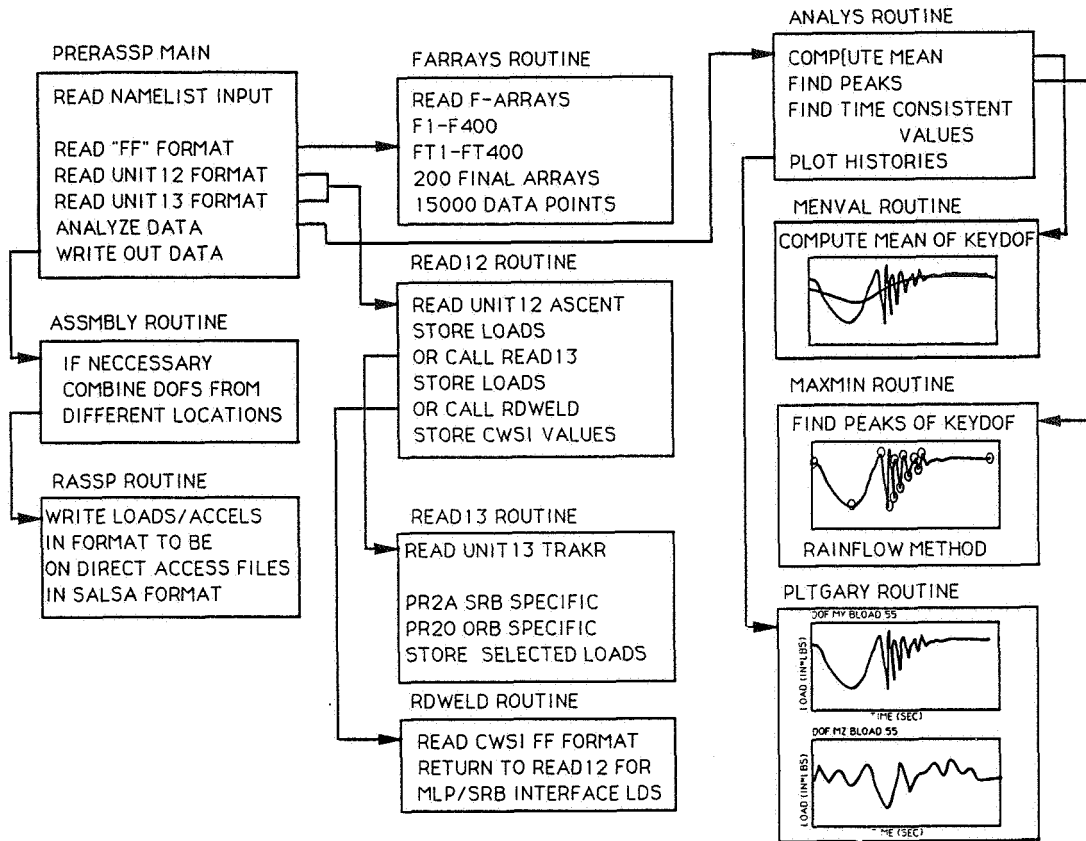 PRERASSP MAIN
READ NAMELIST INPUT
READ "FF" FORMAT
READ UNIT12 FORMAT
READ UNIT13 FORMAT
ANALYZE DATA
WRITE OUT DATA
ASSMBLY ROUTINE
IF NECCESSARY
COMBINE DOFS FROM
DIFFERENT LOCATIONS
RASSP ROUTINE
WRITE LOADS/ACCELS
IN FORMAT TO BE
ON DIRECT ACCESS FILES
IN SALSA FORMAT
FARRAYS ROUTINE
READ F-ARRAYS
F1-F400
FT1-FT400
200 FINAL ARRAYS
15000 DATA POINTS
READ12 ROUTINE
READ UNIT12 ASCENT
STORE LOADS
OR CALL READ13
STORE LOADS
OR CALL RDWELD
STORE CWSI VALUES
READ13 ROUTINE
READ UNIT13 TRAKR
PR2A SRB SPECIFIC
PR2O ORB SPECIFIC
STORE SELECTED LOADS
RDWELD ROUTINE
READ CWSI FF FORMAT
RETURN TO READ12 FOR
MLP/SRB INTERFACE LDS
ANALYS ROUTINE
COMPUTE MEAN
FIND PEAKS
FIND TIME CONSISTENT
VALUES
PLOT HISTORIES
MENVAL ROUTINE
COMPUTE MEAN OF KEYDOF
MAXMIN ROUTINE
FIND PEAKS OF KEYDOF
RAINFLOW METHOD
PLTGARY ROUTINE
DOF MY BLOAD 55
LOAD (IN*LBS)
TIME (SEC)
DOF MZ BLOAD 55
LOAD (IN*LBS)
TIME (SEC)